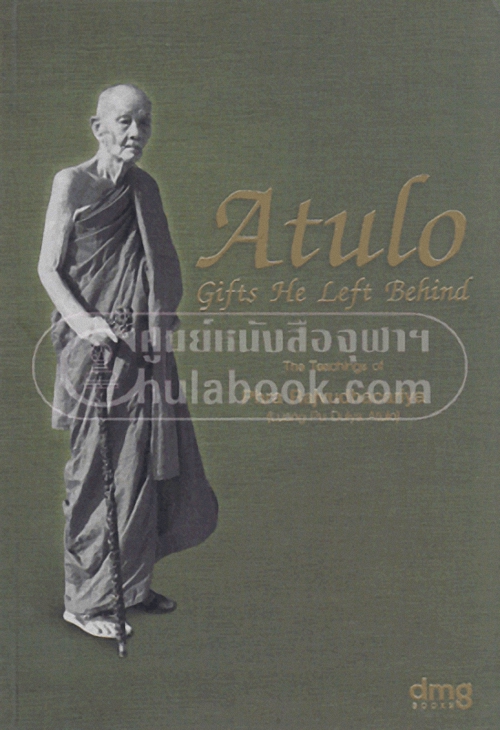 Atulo
Gifts He Left Behind
ศูนย์หนังสือจุฬาฯ
The Teachings of
chulabook.com
(Luang Pu Dulya Atulo)
dmg
BOOKS